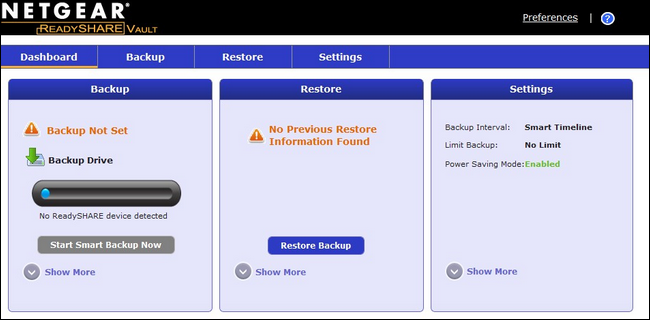 NETGEAR®
READYSHARE VAULT
Preferences | ?
Dashboard Backup Restore Settings
Backup
Backup Not Set
Backup Drive
No ReadySHARE device detected
Start Smart Backup Now
Show More
Restore
No Previous Restore
Information Found
Restore Backup
Show More
Settings
Backup Interval: Smart Timeline
Limit Backup: No Limit
Power Saving Mode:Enabled
Show More